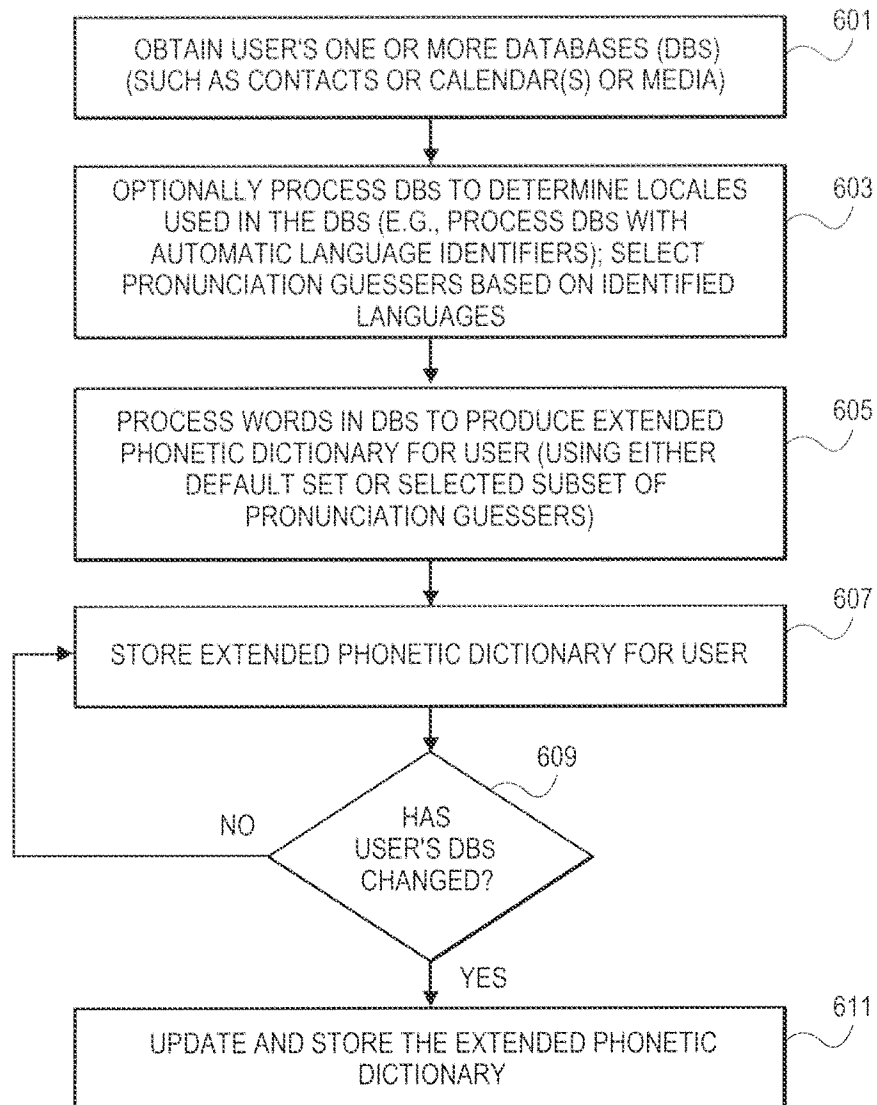 601
OBTAIN USER'S ONE OR MORE DATABASES (DBS)
(SUCH AS CONTACTS OR CALENDAR(S) OR MEDIA)
603
OPTIONALLY PROCESS DBS TO DETERMINE LOCALES
USED IN THE DBS (E.G., PROCESS DBS WITH
AUTOMATIC LANGUAGE IDENTIFIERS); SELECT
PRONUNCIATION GUESSERS BASED ON IDENTIFIED
LANGUAGES
605
PROCESS WORDS IN DBS TO PRODUCE EXTENDED
PHONETIC DICTIONARY FOR USER (USING EITHER
DEFAULT SET OR SELECTED SUBSET OF
PRONUNCIATION GUESSERS)
607
STORE EXTENDED PHONETIC DICTIONARY FOR USER
609
NO
HAS
USER'S DBS
CHANGED?
YES
611
UPDATE AND STORE THE EXTENDED PHONETIC
DICTIONARY